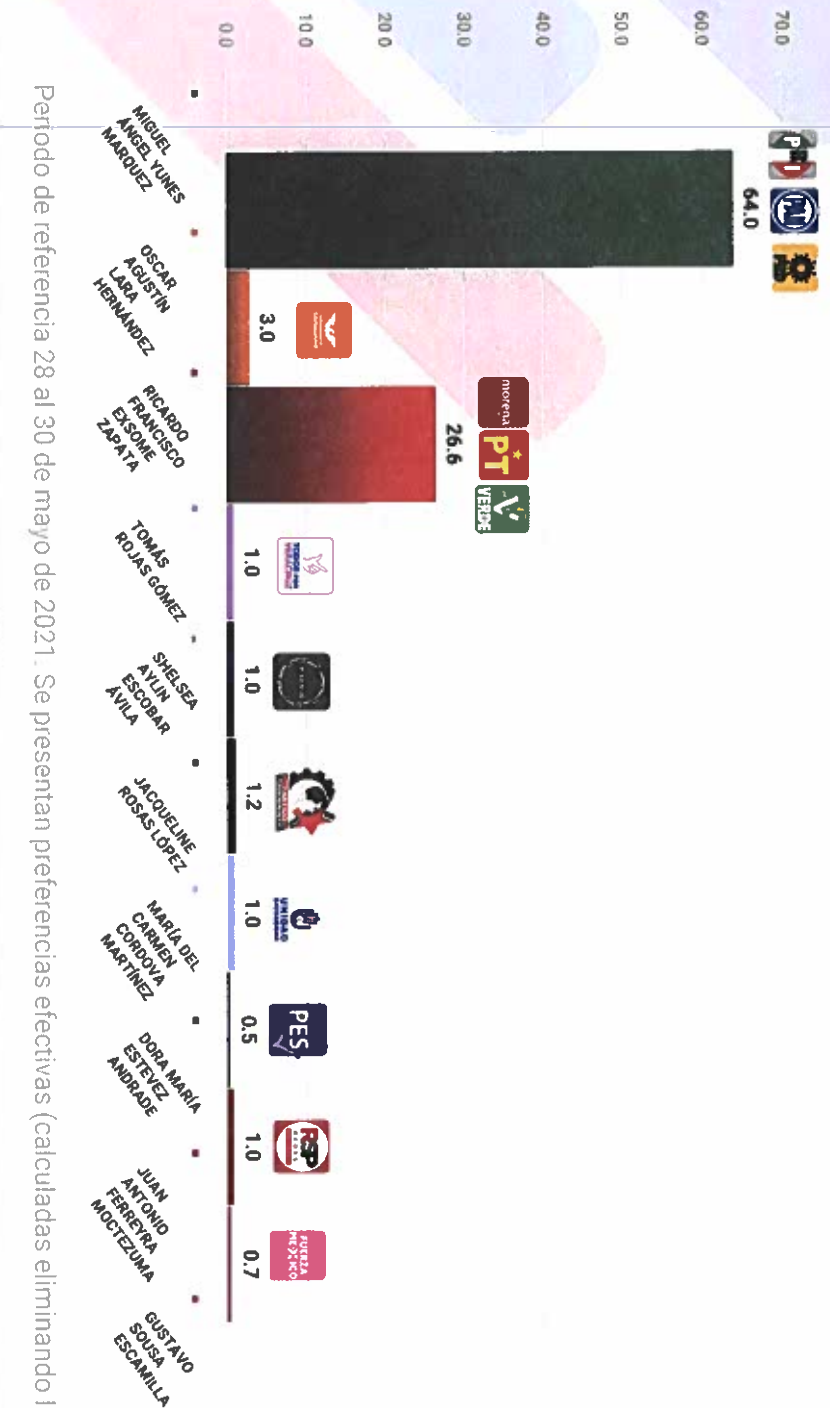 70.0
60.0
50.0
40.0
30.0
20.0
10.0
0.0
PRI
PAN
64.0
3.0
morena
PT
VERDE
26.6
1.0
1.0
1.2
UNIDAD
1.0
PES
0.5
RSP
1.0
FUERZA
MEXICO
0.7
MIGUEL
ÁNGEL YUNES
MARQUEZ
OSCAR
AGUSTÍN
LARA
HERNÁNDEZ
RICARDO
FRANCISCO
EXSOME
ZAPATA
TOMÁS
ROJAS GÓMEZ
SHELSEA
AYLIN
ESCOBAR
ÁVILA
JACQUELINE
ROSAS LÓPEZ
MARÍA DEL
CARMEN
CORDOVA
MARTÍNEZ
DORA MARÍA
ESTEVEZ
ANDRADE
JUAN
ANTONIO
FERREYRA
MOCTEZUMA
GUSTAVO
SOUSA
ESCAMILLA
Periodo de referencia 28 al 30 de mayo de 2021. Se presentan preferencias efectivas (calculadas eliminando